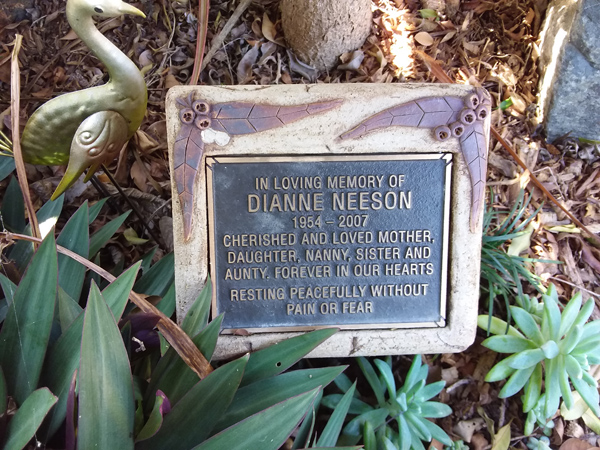 IN LOVING MEMORY OF
DIANNE NEESON
1954 - 2007
CHERISHED AND LOVED MOTHER,
DAUGHTER, NANNY, SISTER AND
AUNTY. FOREVER IN OUR HEARTS
RESTING PEACEFULLY WITHOUT
PAIN OR FEAR